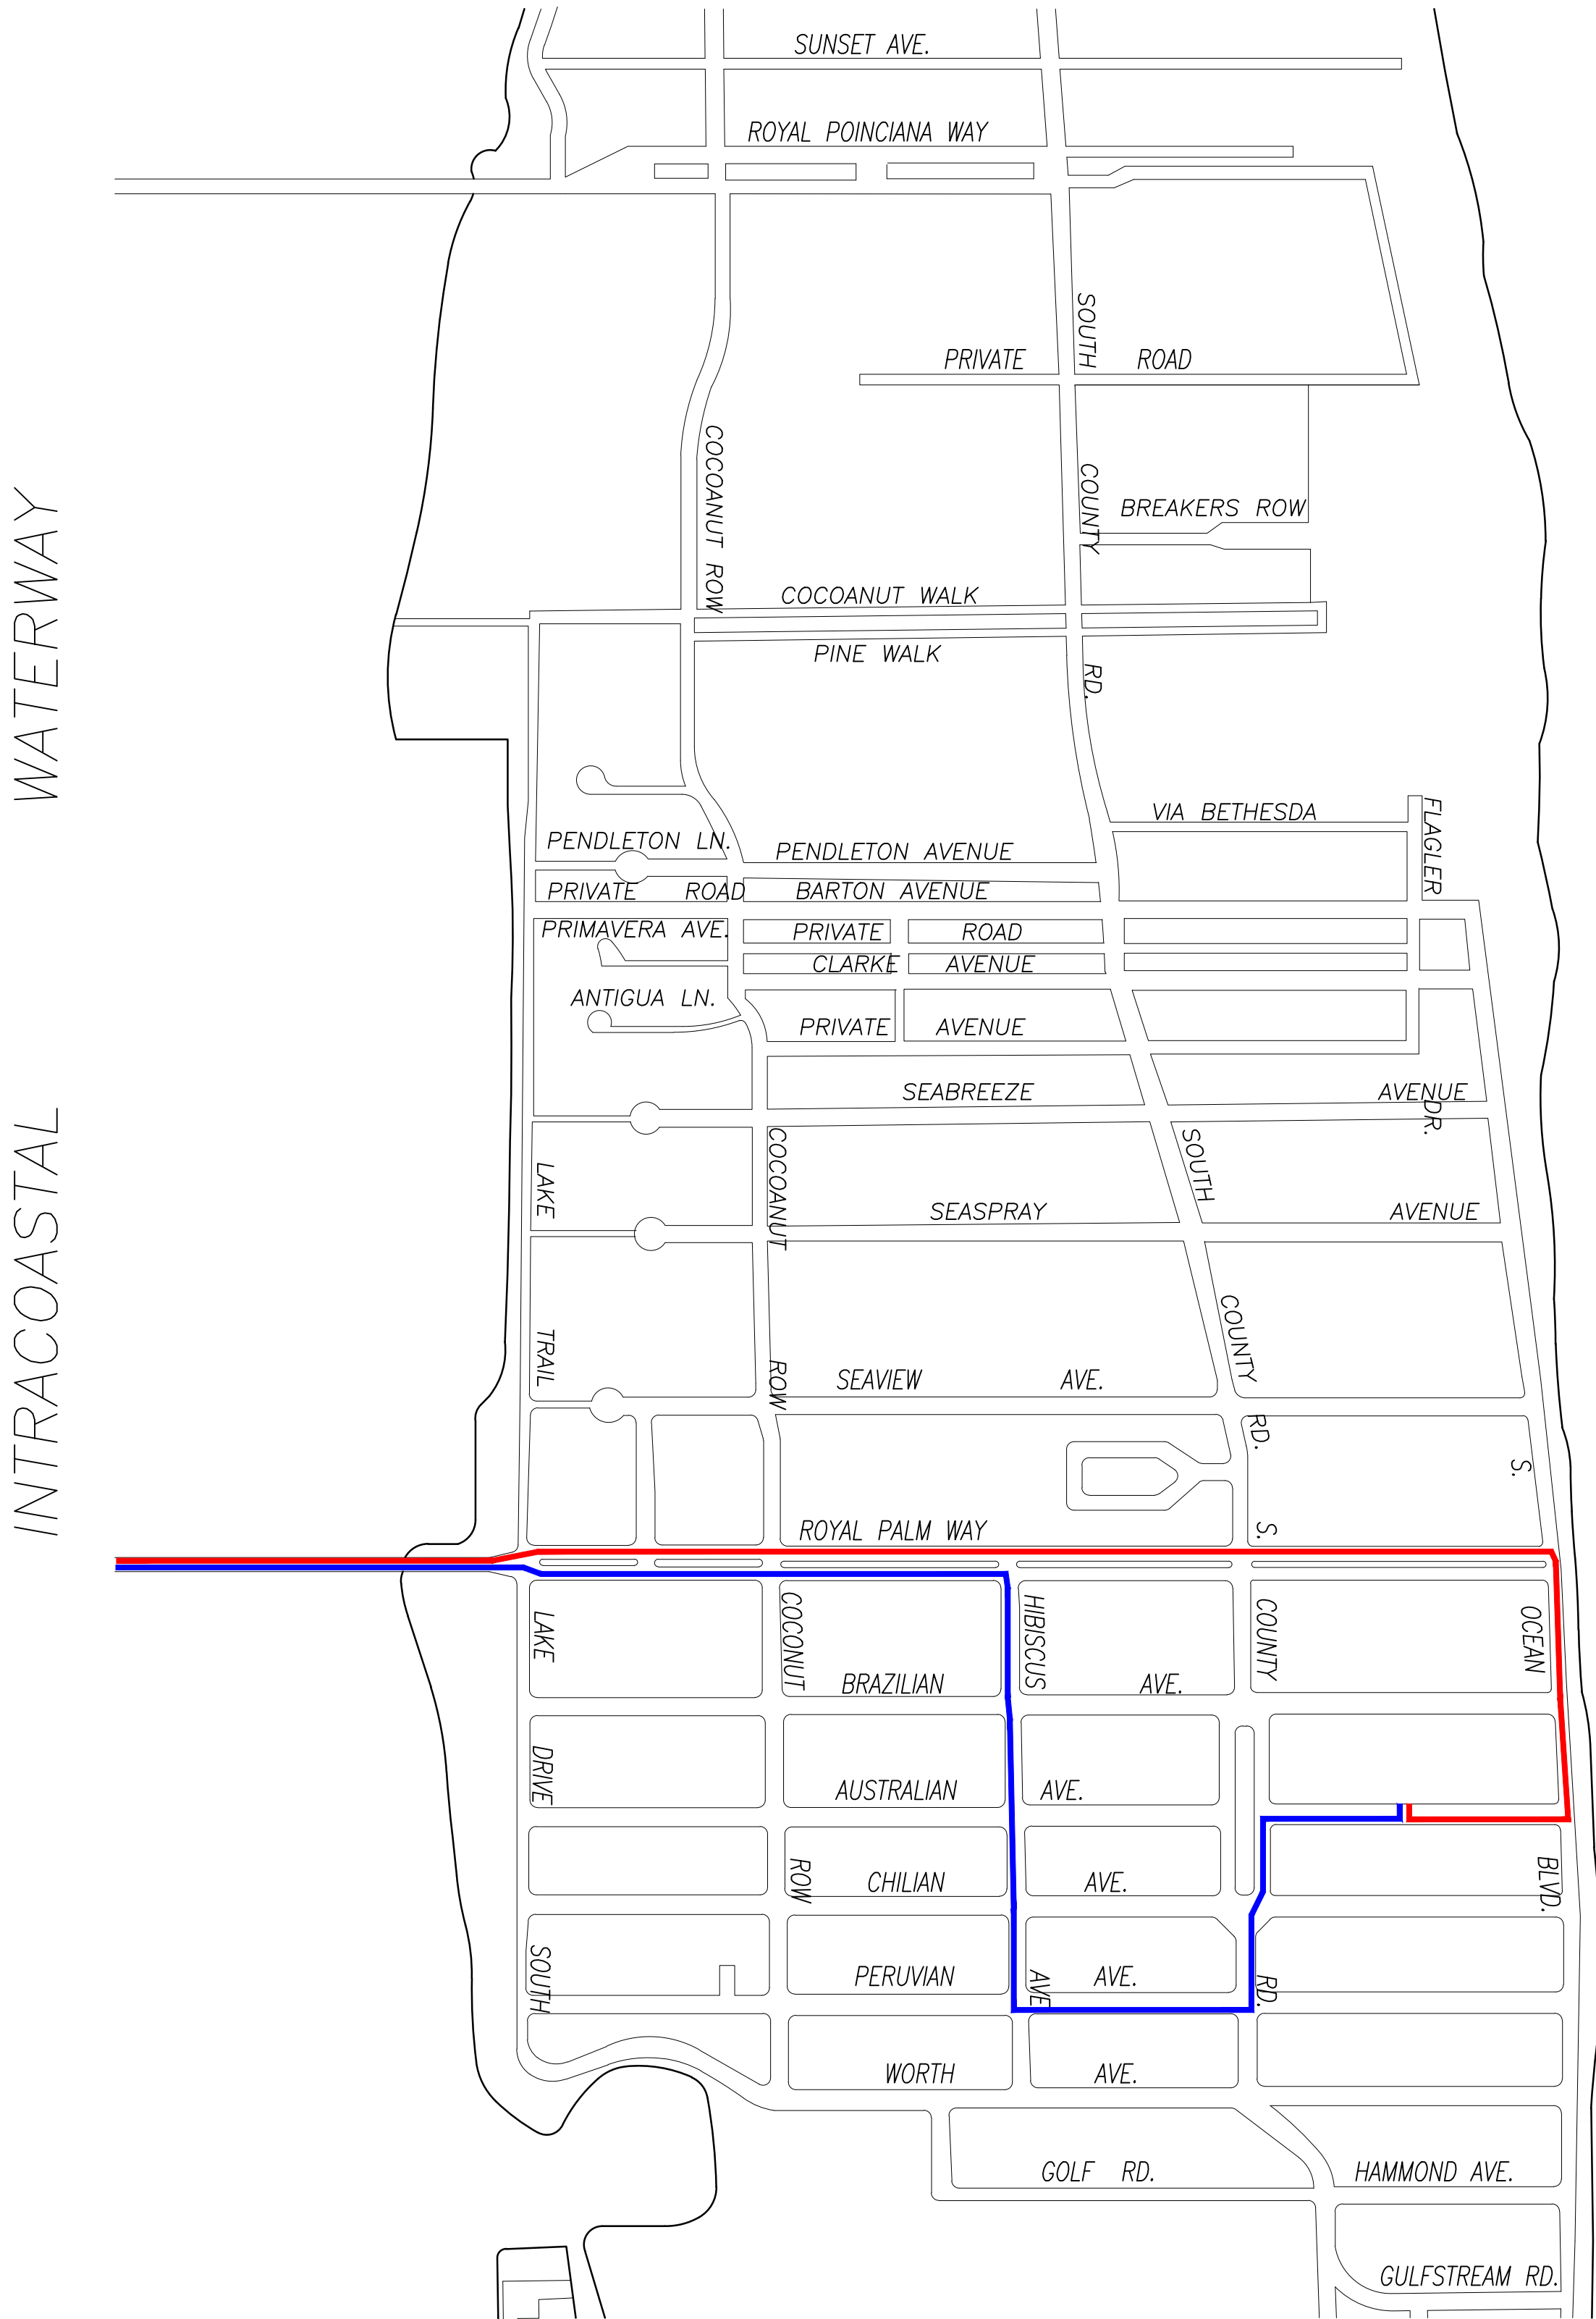 SUNSET AVE.
ROYAL POINCIANA WAY
SOUTH
PRIVATE ROAD
COCOANUT ROW
COUNTY
BREAKERS ROW
WATERWAY
COCOANUT WALK
PINE WALK
RD.
VIA BETHESDA
FLAGLER
PENDLETON LN.
PENDLETON AVENUE
PRIVATE ROAD
BARTON AVENUE
PRIMAVERA AVE.
PRIVATE ROAD
CLARKE AVENUE
ANTIGUA LN.
PRIVATE AVENUE
SEABREEZE AVENUE
DR.
INTRACOASTAL
LAKE
COCOANUT
SOUTH
SEASPRAY AVENUE
TRAIL
ROW
COUNTY
SEAVIEW AVE.
RD.
S.
ROYAL PALM WAY
S.
LAKE
COCONUT
HIBISCUS
COUNTY
OCEAN
BRAZILIAN AVE.
DRIVE
AUSTRALIAN AVE.
ROW
CHILIAN AVE.
BLVD.
SOUTH
PERUVIAN AVE.
AVE
RD.
WORTH AVE.
GOLF RD.
HAMMOND AVE.
GULFSTREAM RD.